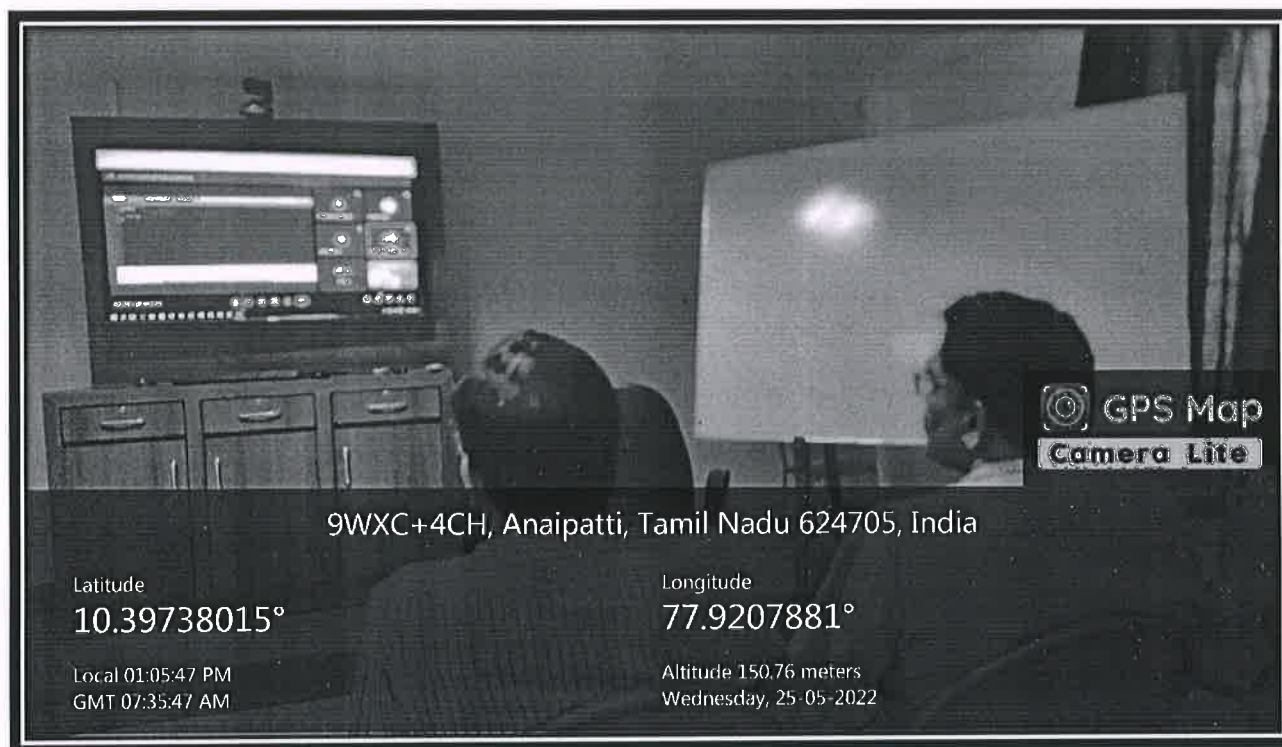 GPS Map
Camera Lite
9WXC+4CH, Anaipatti, Tamil Nadu 624705, India
Latitude
10.39738015°
Longitude
77.9207881°
Local 01:05:47 PM
GMT 07:35:47 AM
Altitude 150.76 meters
Wednesday, 25-05-2022